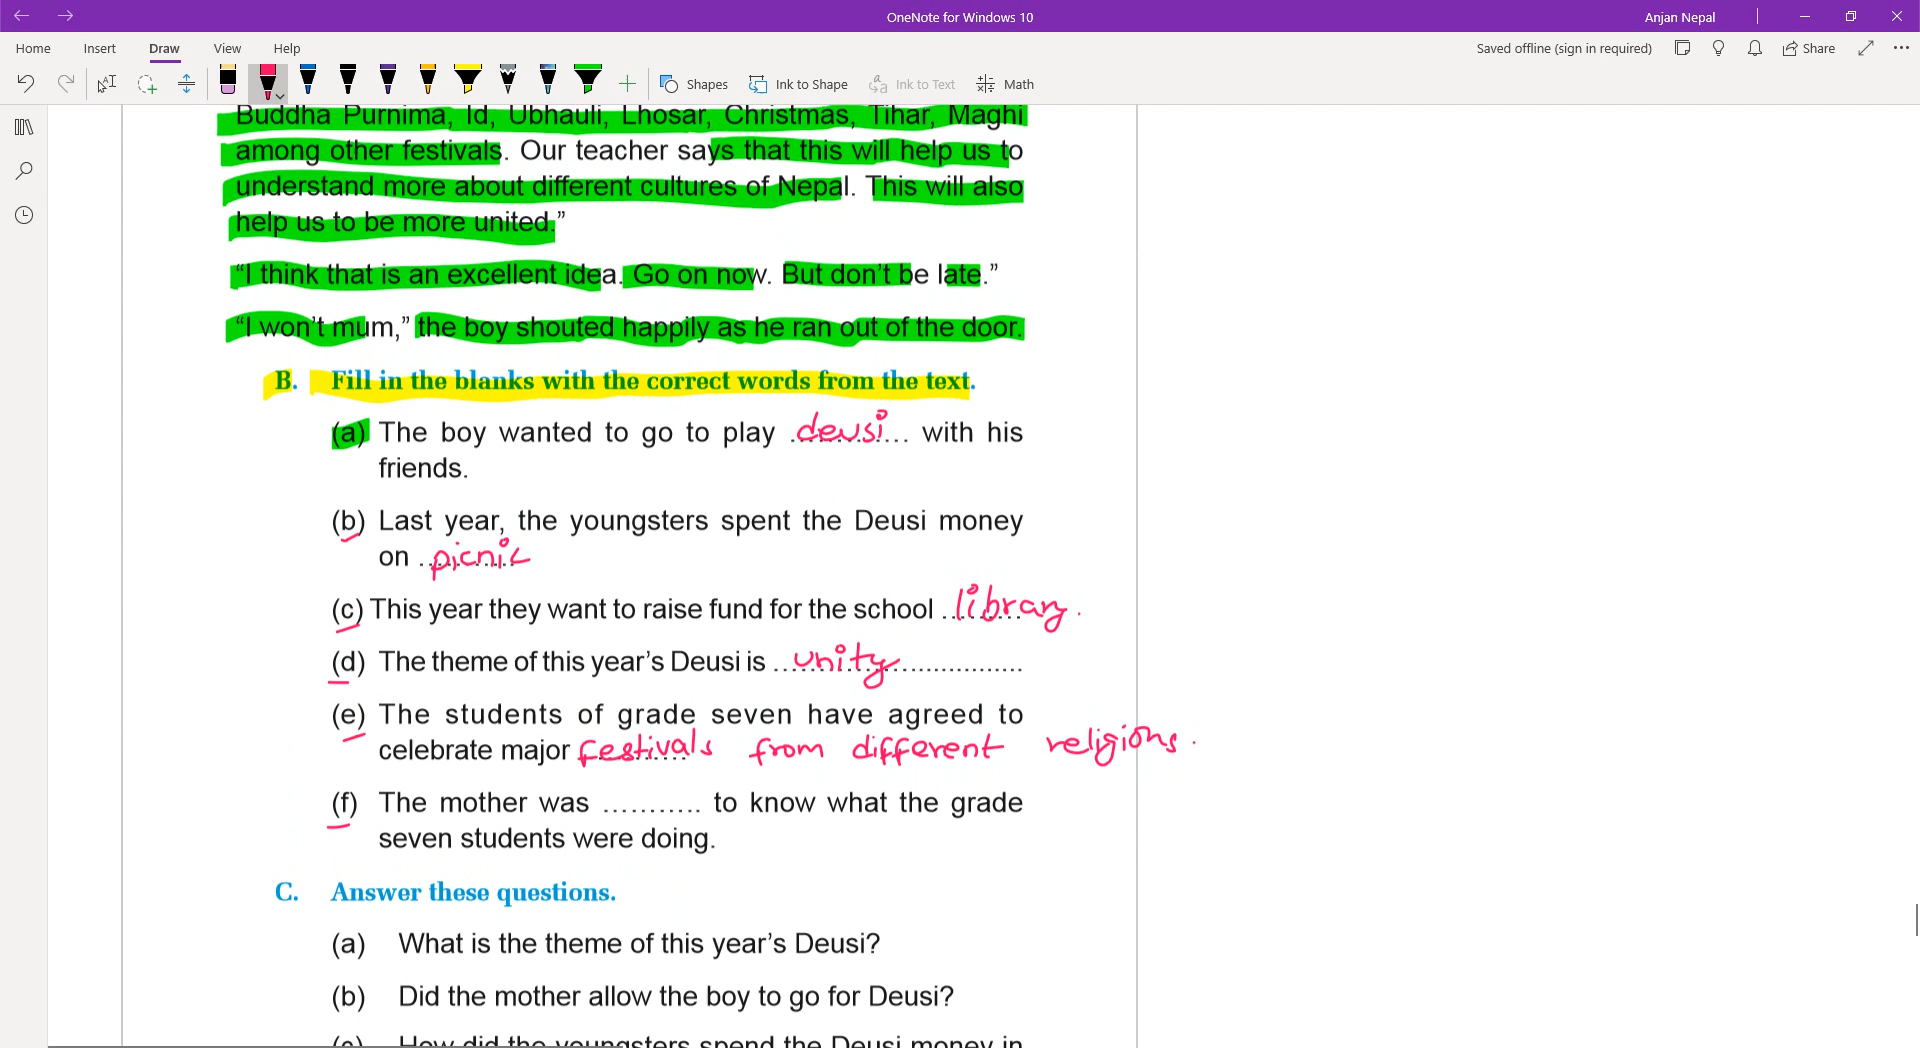 OneNote for Windows 10
Anjan Nepal
Home Insert Draw View Help
Saved offline (sign in required)
Share
Shapes
Ink to Shape
Ink to Text
Math
Buddha Purnima, Id, Ubhauli, Lhosar, Christmas, Tihar, Maghi
among other festivals. Our teacher says that this will help us to
understand more about different cultures of Nepal. This will also
help us to be more united.”
“I think that is an excellent idea. Go on now. But don’t be late.”
“I won’t mum,” the boy shouted happily as he ran out of the door.
B. Fill in the blanks with the correct words from the text.
(a) The boy wanted to go to play deusi with his
friends.
(b) Last year, the youngsters spent the Deusi money
on picnic
(c) This year they want to raise fund for the school library.
(d) The theme of this year’s Deusi is unity
(e) The students of grade seven have agreed to
celebrate major festivals from different religions.
(f) The mother was ........... to know what the grade
seven students were doing.
C. Answer these questions.
(a) What is the theme of this year’s Deusi?
(b) Did the mother allow the boy to go for Deusi?
(c) How did the youngsters spend the Deusi money in